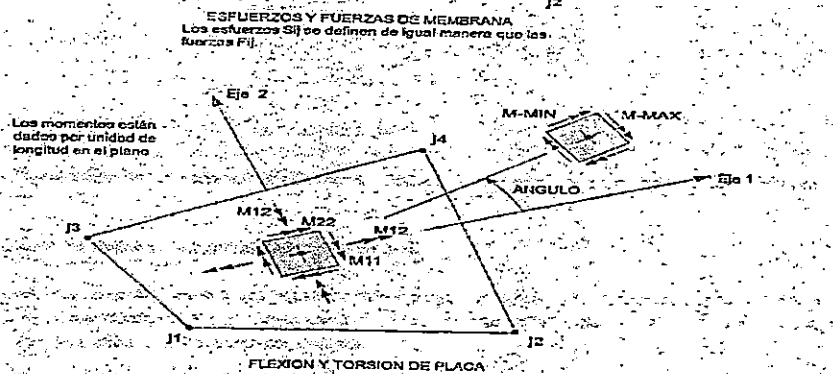 J2
ESFUERZOS Y FUERZAS DE MEMBRANA
Los esfuerzos Sij se definen de igual manera que las
fuerzas Fij.
Eje 2
Los momentos están
dados por unidad de
longitud en el plano
M-MIN
M-MAX
J4
ANGULO
Eje 1
M12
M22
M12
J3
M11
J1
J2
FLEXION Y TORSION DE PLACA